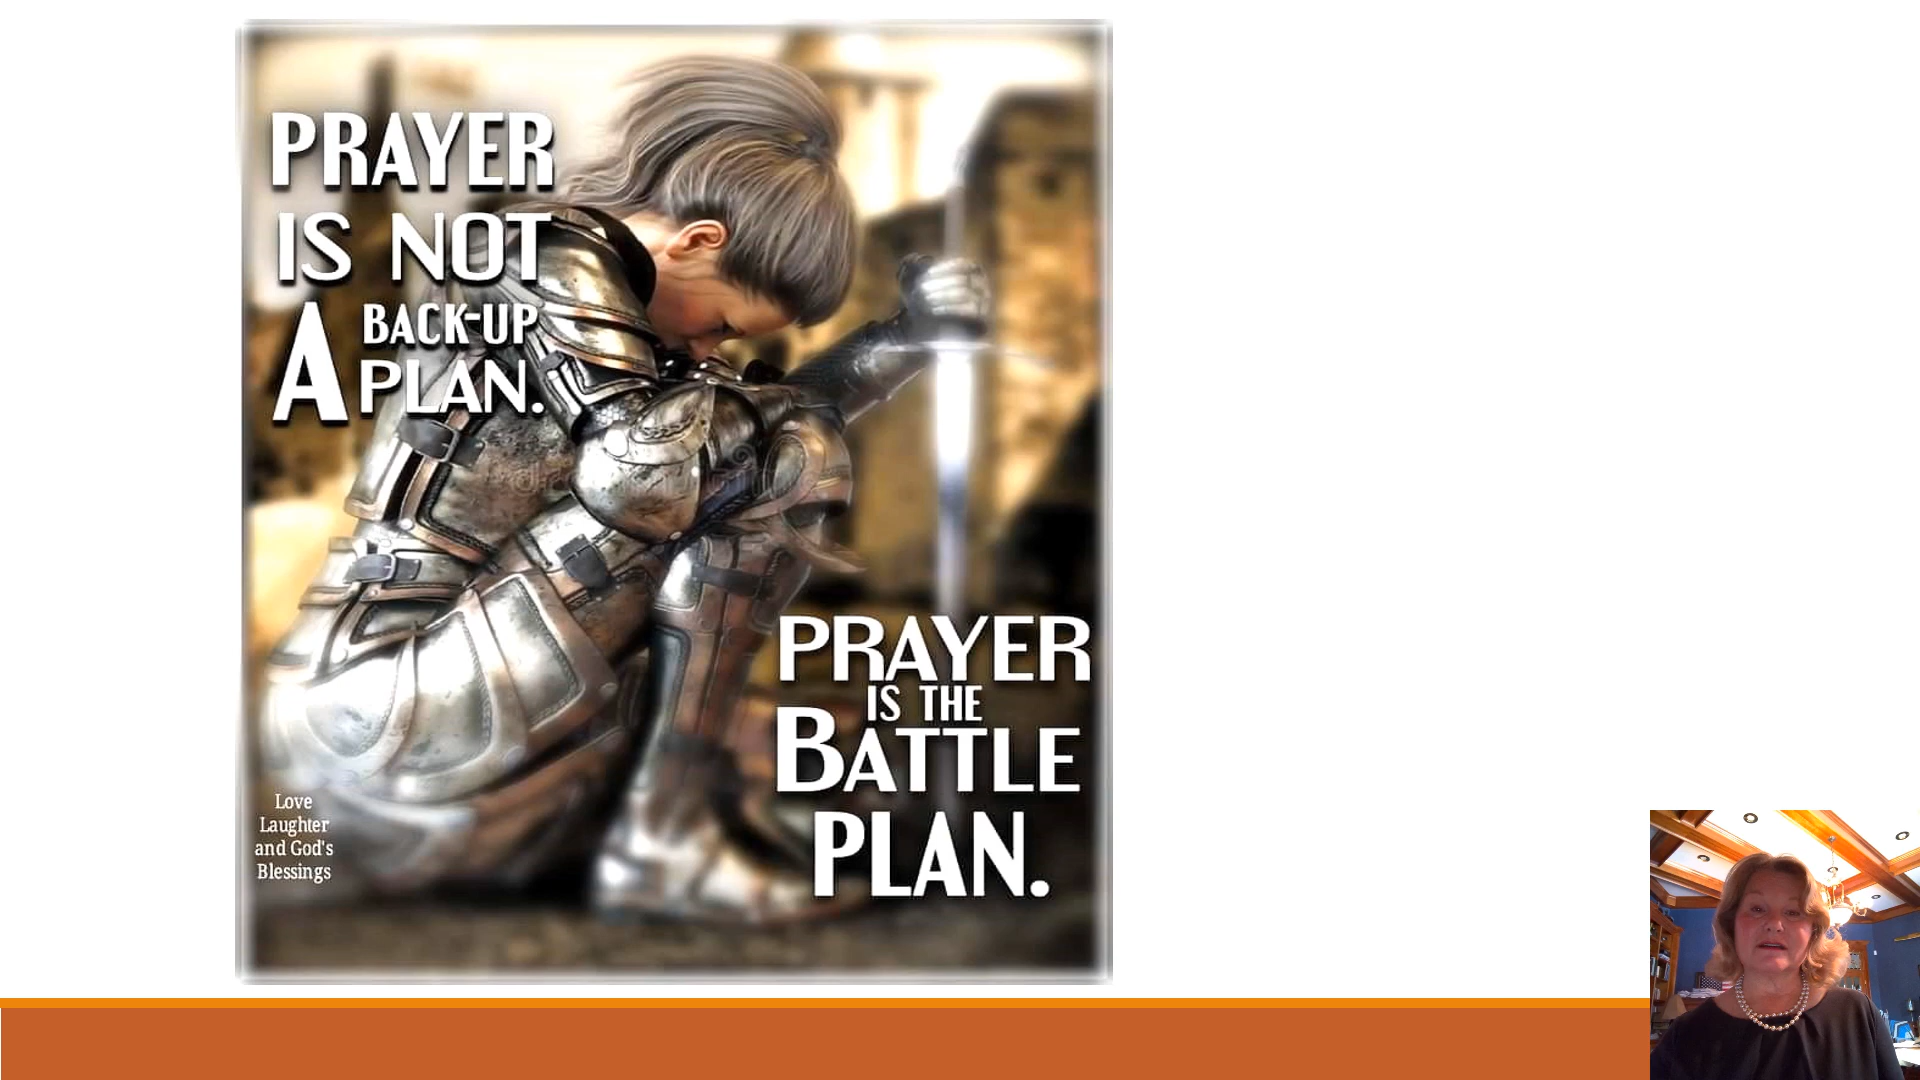 PRAYER
IS NOT
A BACK-UP
PLAN.
PRAYER
IS THE
BATTLE
PLAN.
Love
Laughter
and God's
Blessings